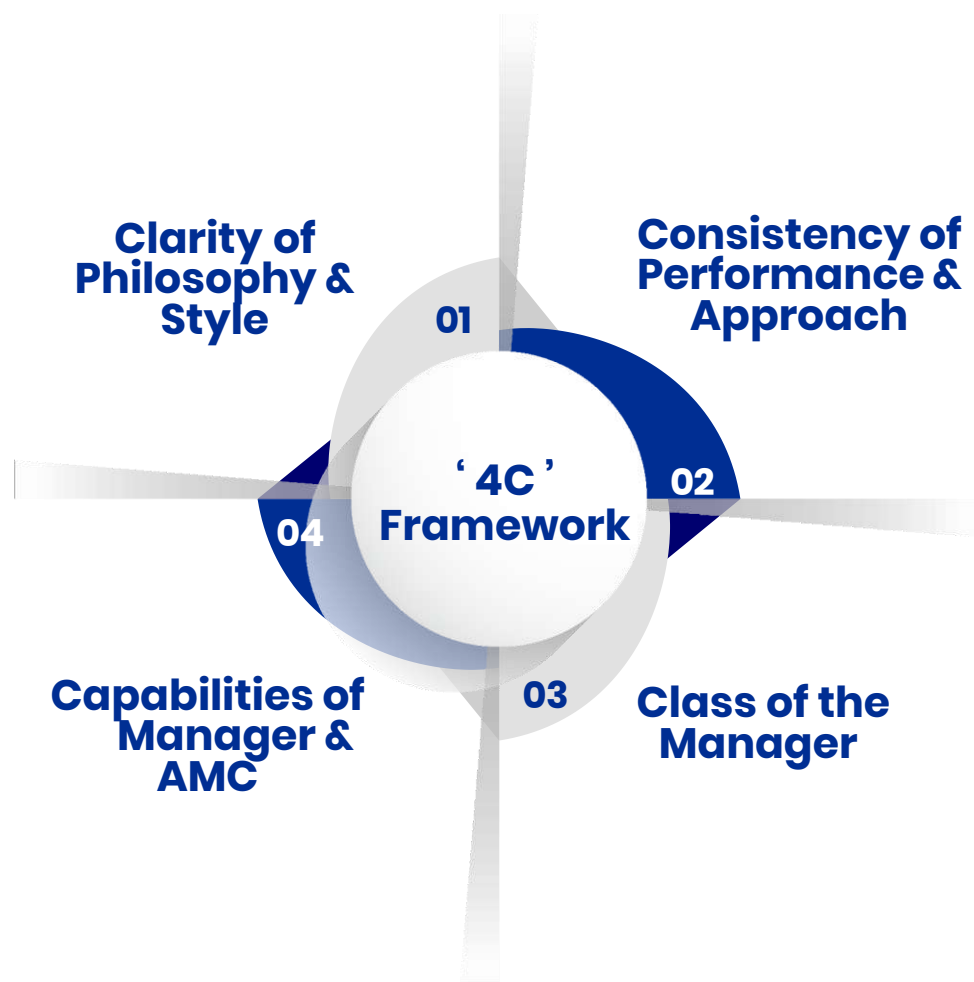 Clarity of
Philosophy &
Style
01
Consistency of
Performance &
Approach
02
‘ 4C ’
Framework
04
Capabilities of
Manager &
AMC
03
Class of the
Manager